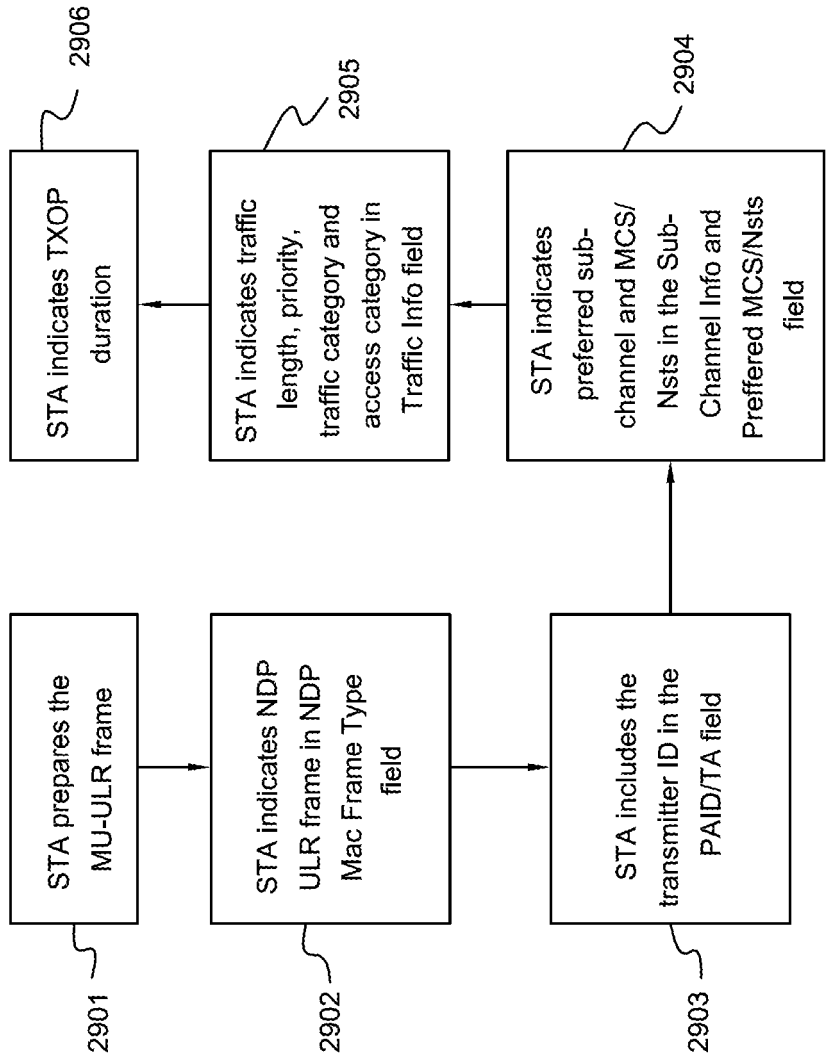 2901
STA prepares the
MU-ULR frame
2902
STA indicates NDP
ULR frame in NDP
Mac Frame Type
field
2903
STA includes the
transmitter ID in the
PAID/TA field
2904
STA indicates
preferred sub-
channel and MCS/
Nsts in the Sub-
Channel Info and
Preffered MCS/Nsts
field
2905
STA indicates traffic
length, priority,
traffic category and
access category in
Traffic Info field
2906
STA indicates TXOP
duration